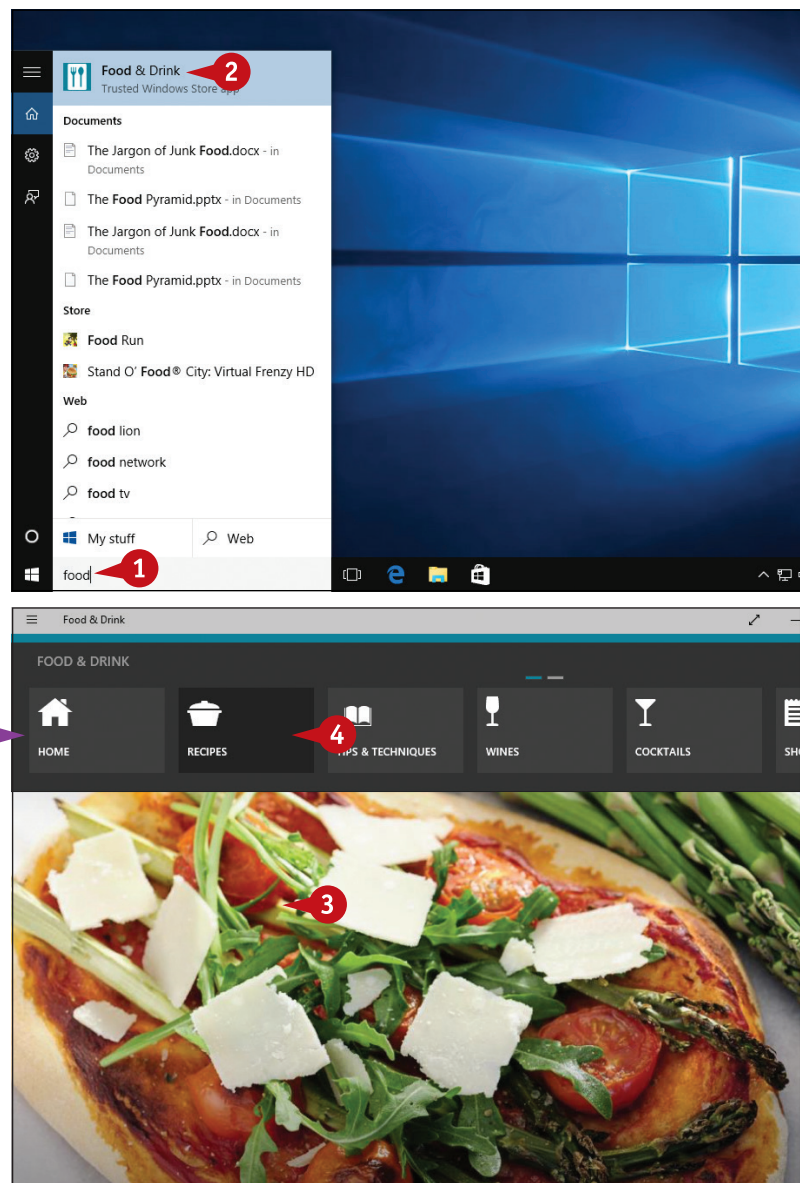 Food & Drink
2
Trusted Windows Store app
Documents
The Jargon of Junk Food.docx - in
Documents
The Food Pyramid.pptx - in Documents
The Jargon of Junk Food.docx - in
Documents
The Food Pyramid.pptx - in Documents
Store
Food Run
Stand O' Food® City: Virtual Frenzy HD
Web
food lion
food network
food tv
My stuff
Web
food
1
Food & Drink
FOOD & DRINK
4
HOME
RECIPES
TIPS & TECHNIQUES
WINES
COCKTAILS
3